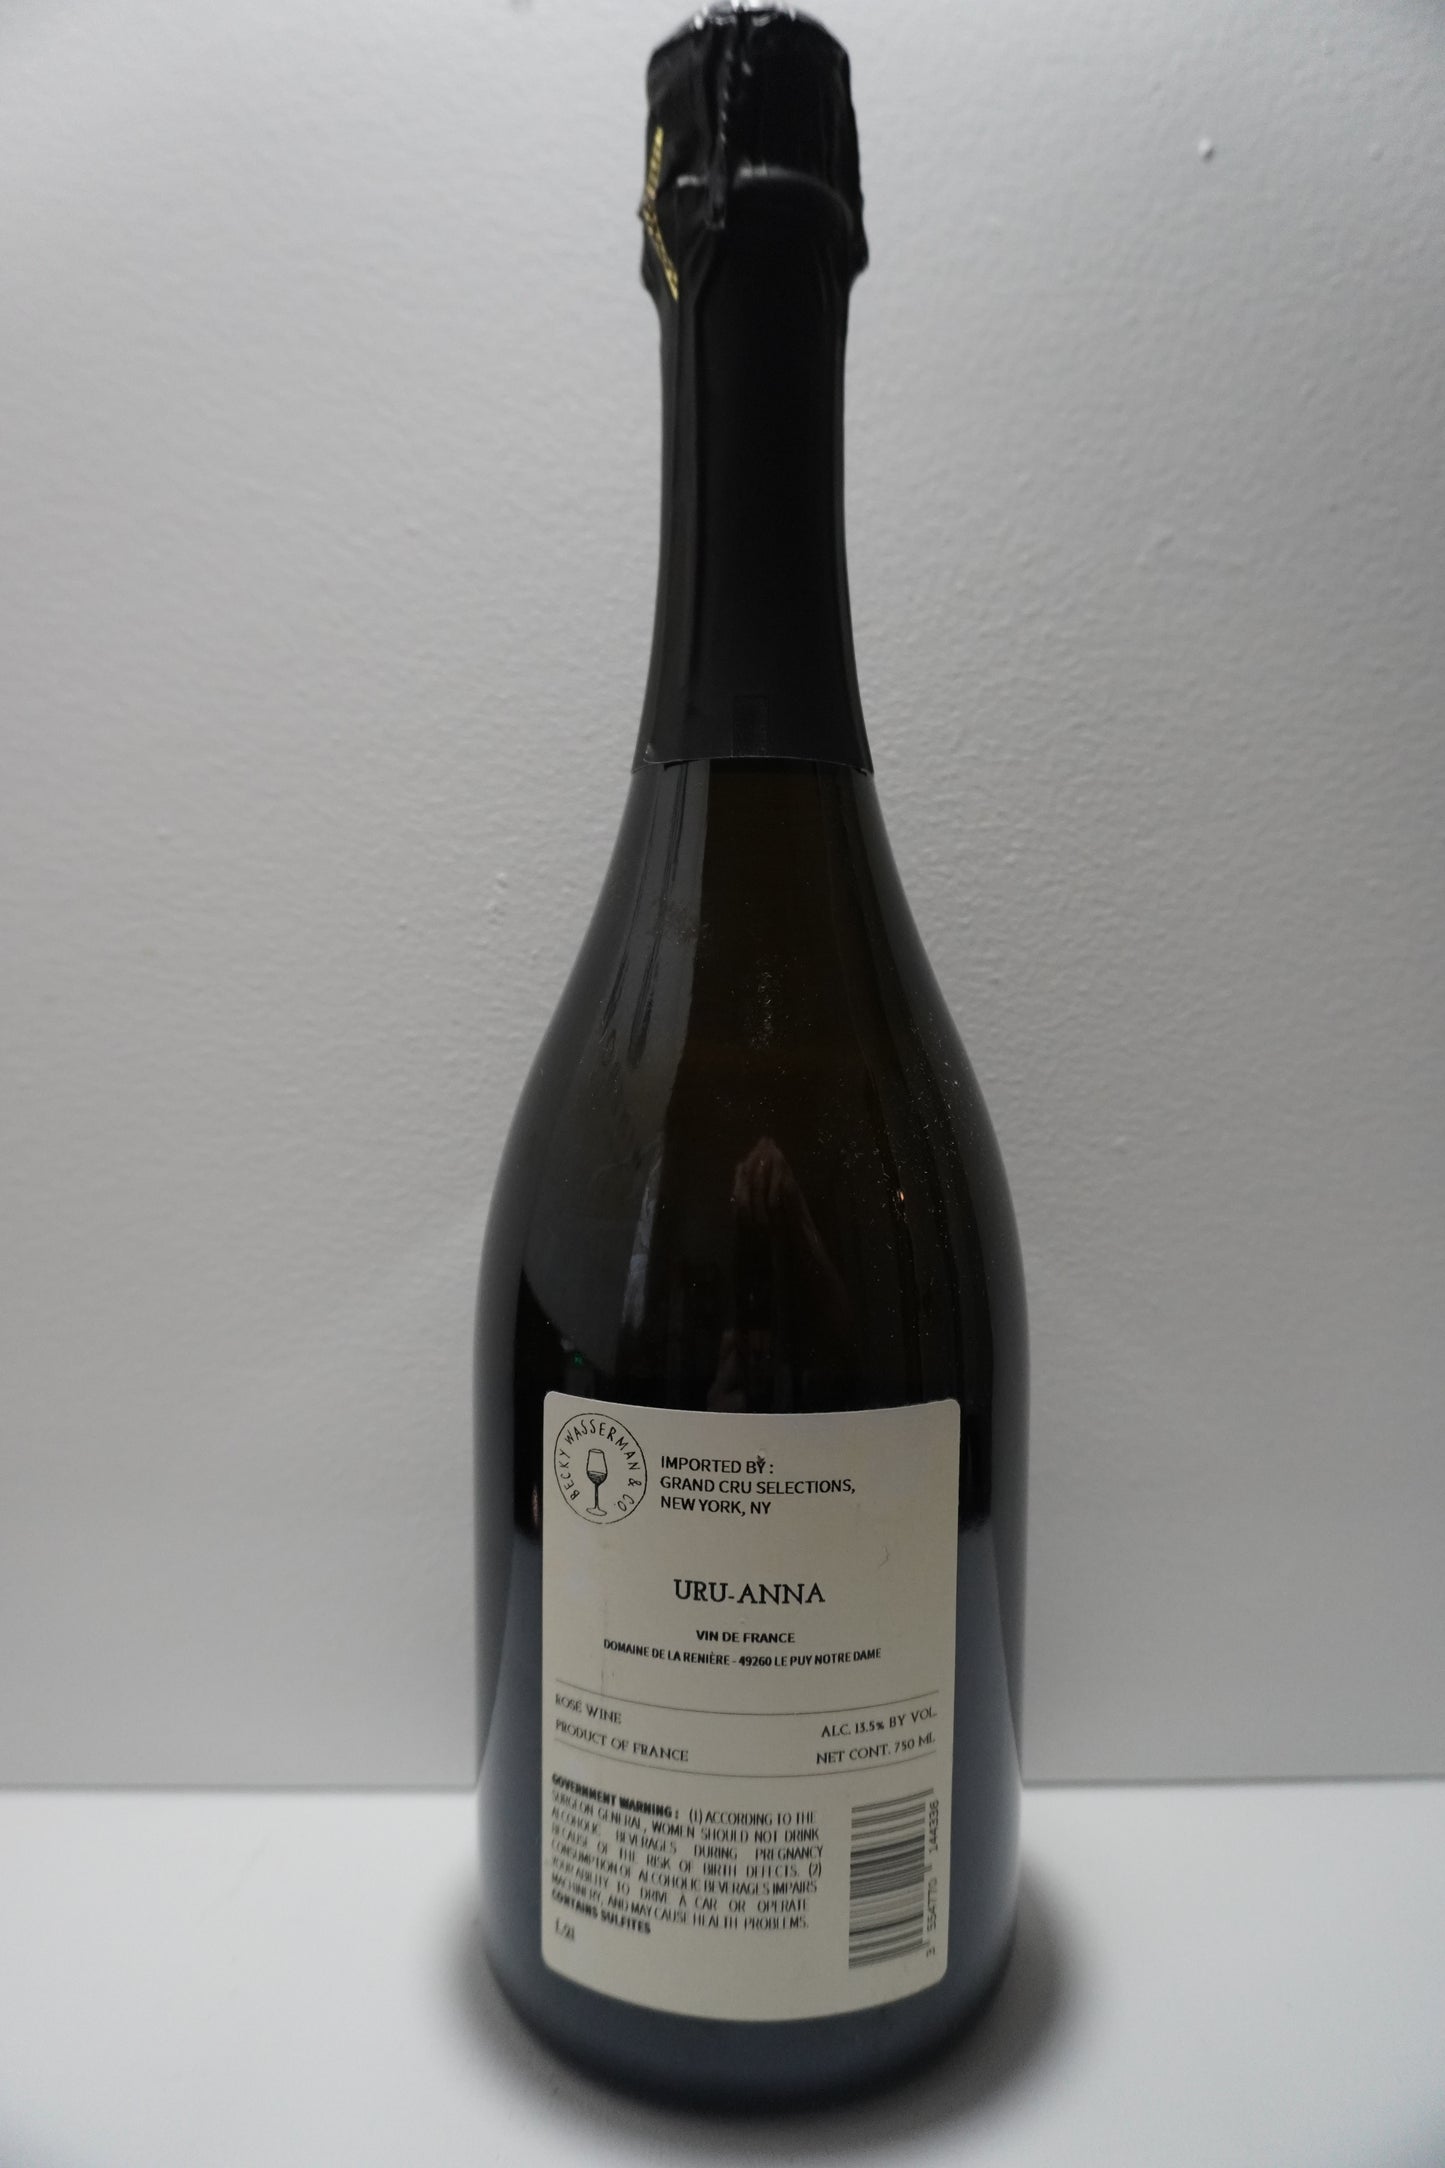 BECKY WASSERMAN & CO.
IMPORTED BY :
GRAND CRU SELECTIONS,
NEW YORK, NY
URU-ANNA
VIN DE FRANCE
DOMAINE DE LA RENIÈRE - 49260 LE PUY NOTRE DAME
ROSÉ WINE
ALC. 13.5% BY VOL.
PRODUCT OF FRANCE
NET CONT. 750 ML
GOVERNMENT WARNING : (1) ACCORDING TO THE
SURGEON GENERAL, WOMEN SHOULD NOT DRINK
ALCOHOLIC BEVERAGES DURING PREGNANCY
BECAUSE OF THE RISK OF BIRTH DEFECTS. (2)
CONSUMPTION OF ALCOHOLIC BEVERAGES IMPAIRS
YOUR ABILITY TO DRIVE A CAR OR OPERATE
MACHINERY, AND MAY CAUSE HEALTH PROBLEMS.
CONTAINS SULFITES
L-21
3 554770 144336